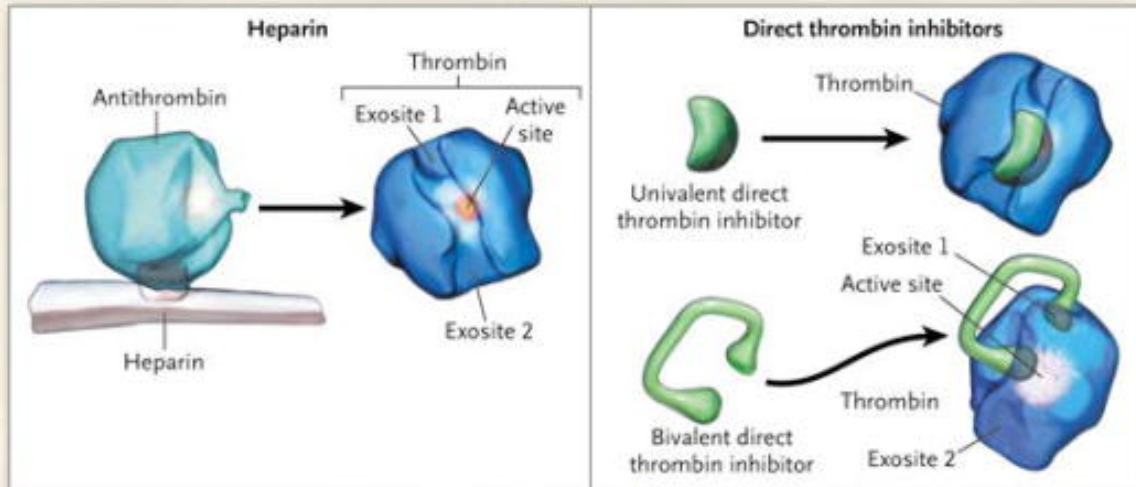 Heparin
Thrombin
Antithrombin
Exosite 1
Active
site
Exosite 2
Heparin
Direct thrombin inhibitors
Thrombin
Univalent direct
thrombin inhibitor
Exosite 1
Active site
Thrombin
Bivalent direct
thrombin inhibitor
Exosite 2